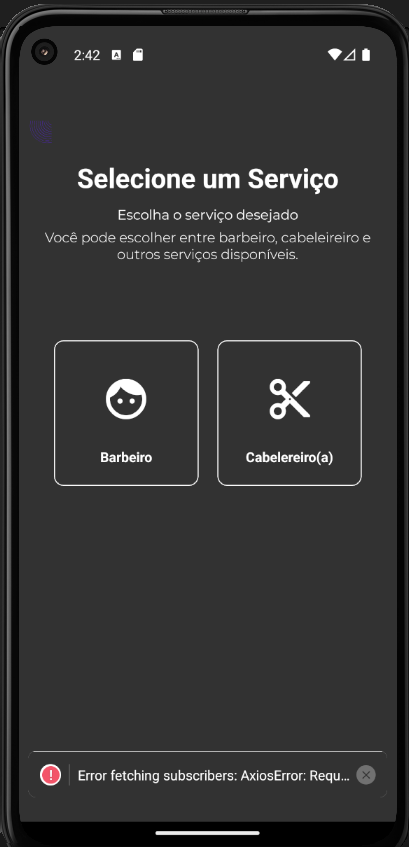 2:42
A
Selecione um Serviço
Escolha o serviço desejado
Você pode escolher entre barbeiro, cabeleireiro e
outros serviços disponíveis.
Barbeiro
Cabelereiro(a)
Error fetching subscribers: AxiosError: Requ...